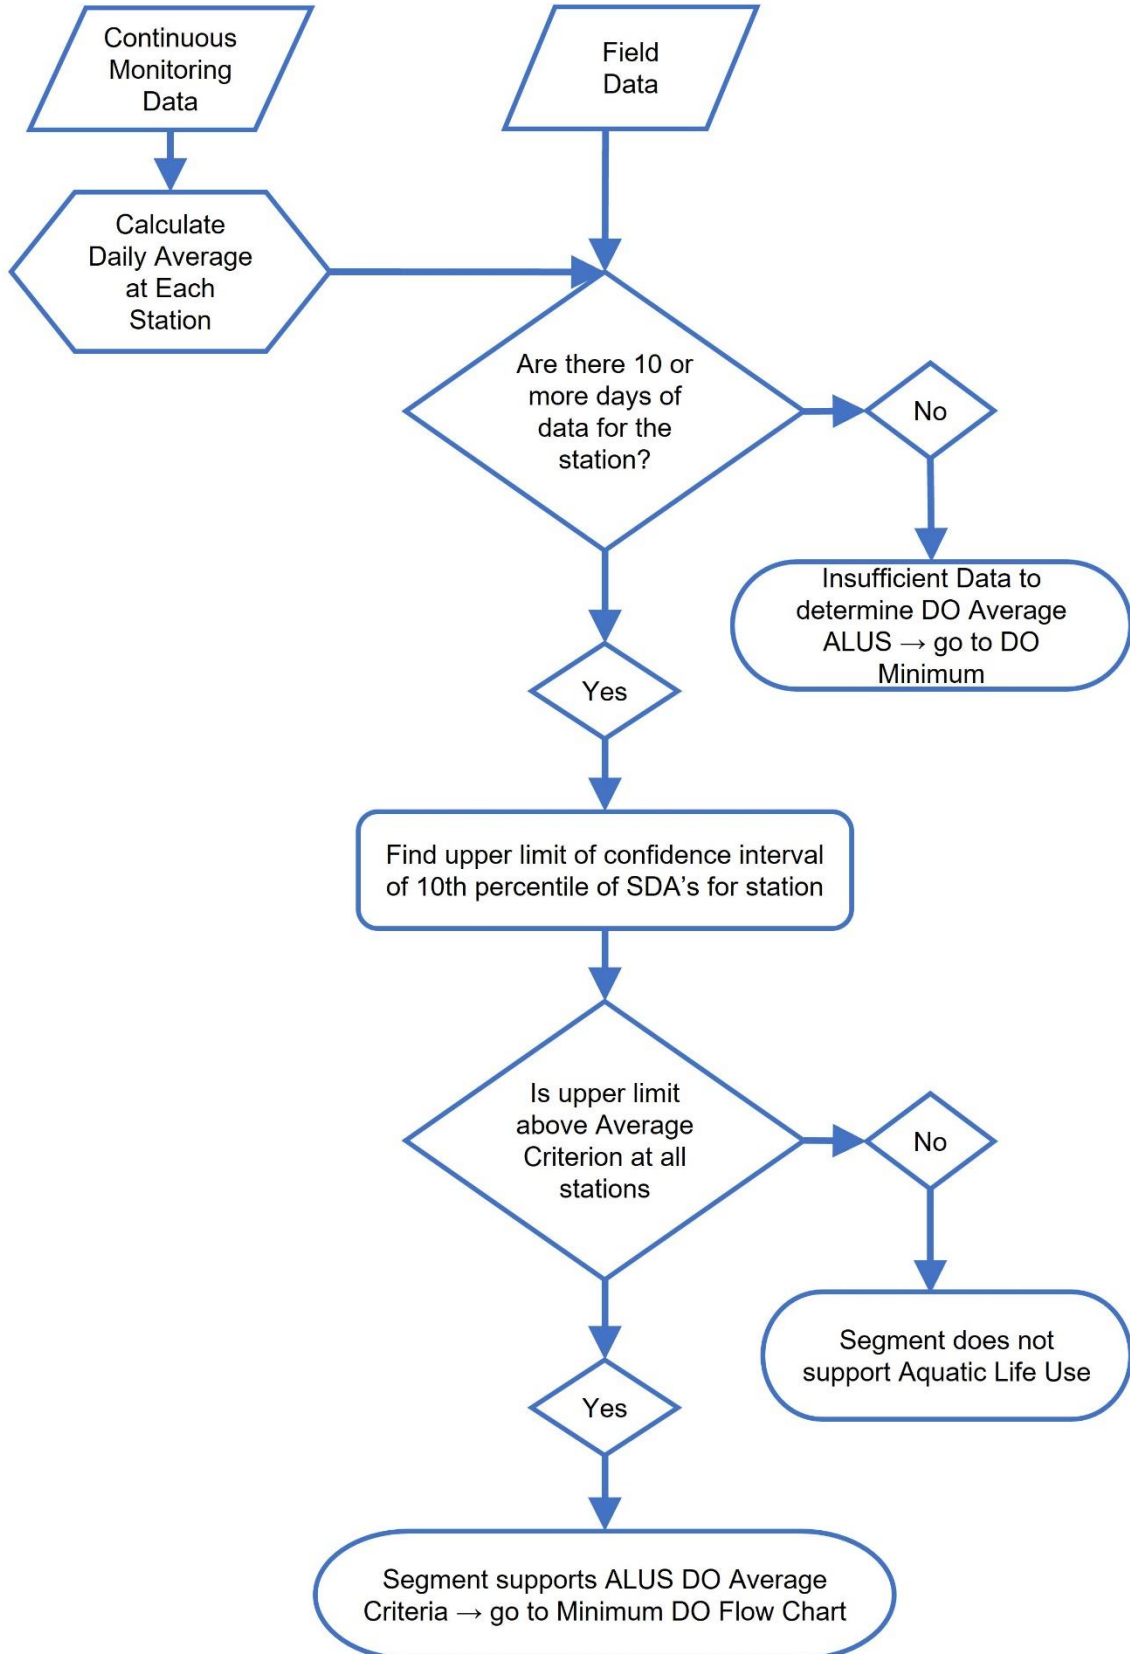 Continuous
Monitoring
Data
Field
Data
Calculate
Daily Average
at Each
Station
Are there 10 or
more days of
data for the
station?
No
Insufficient Data to
determine DO Average
ALUS → go to DO
Minimum
Yes
Find upper limit of confidence interval
of 10th percentile of SDA's for station
Is upper limit
above Average
Criterion at all
stations
No
Segment does not
support Aquatic Life Use
Yes
Segment supports ALUS DO Average
Criteria → go to Minimum DO Flow Chart